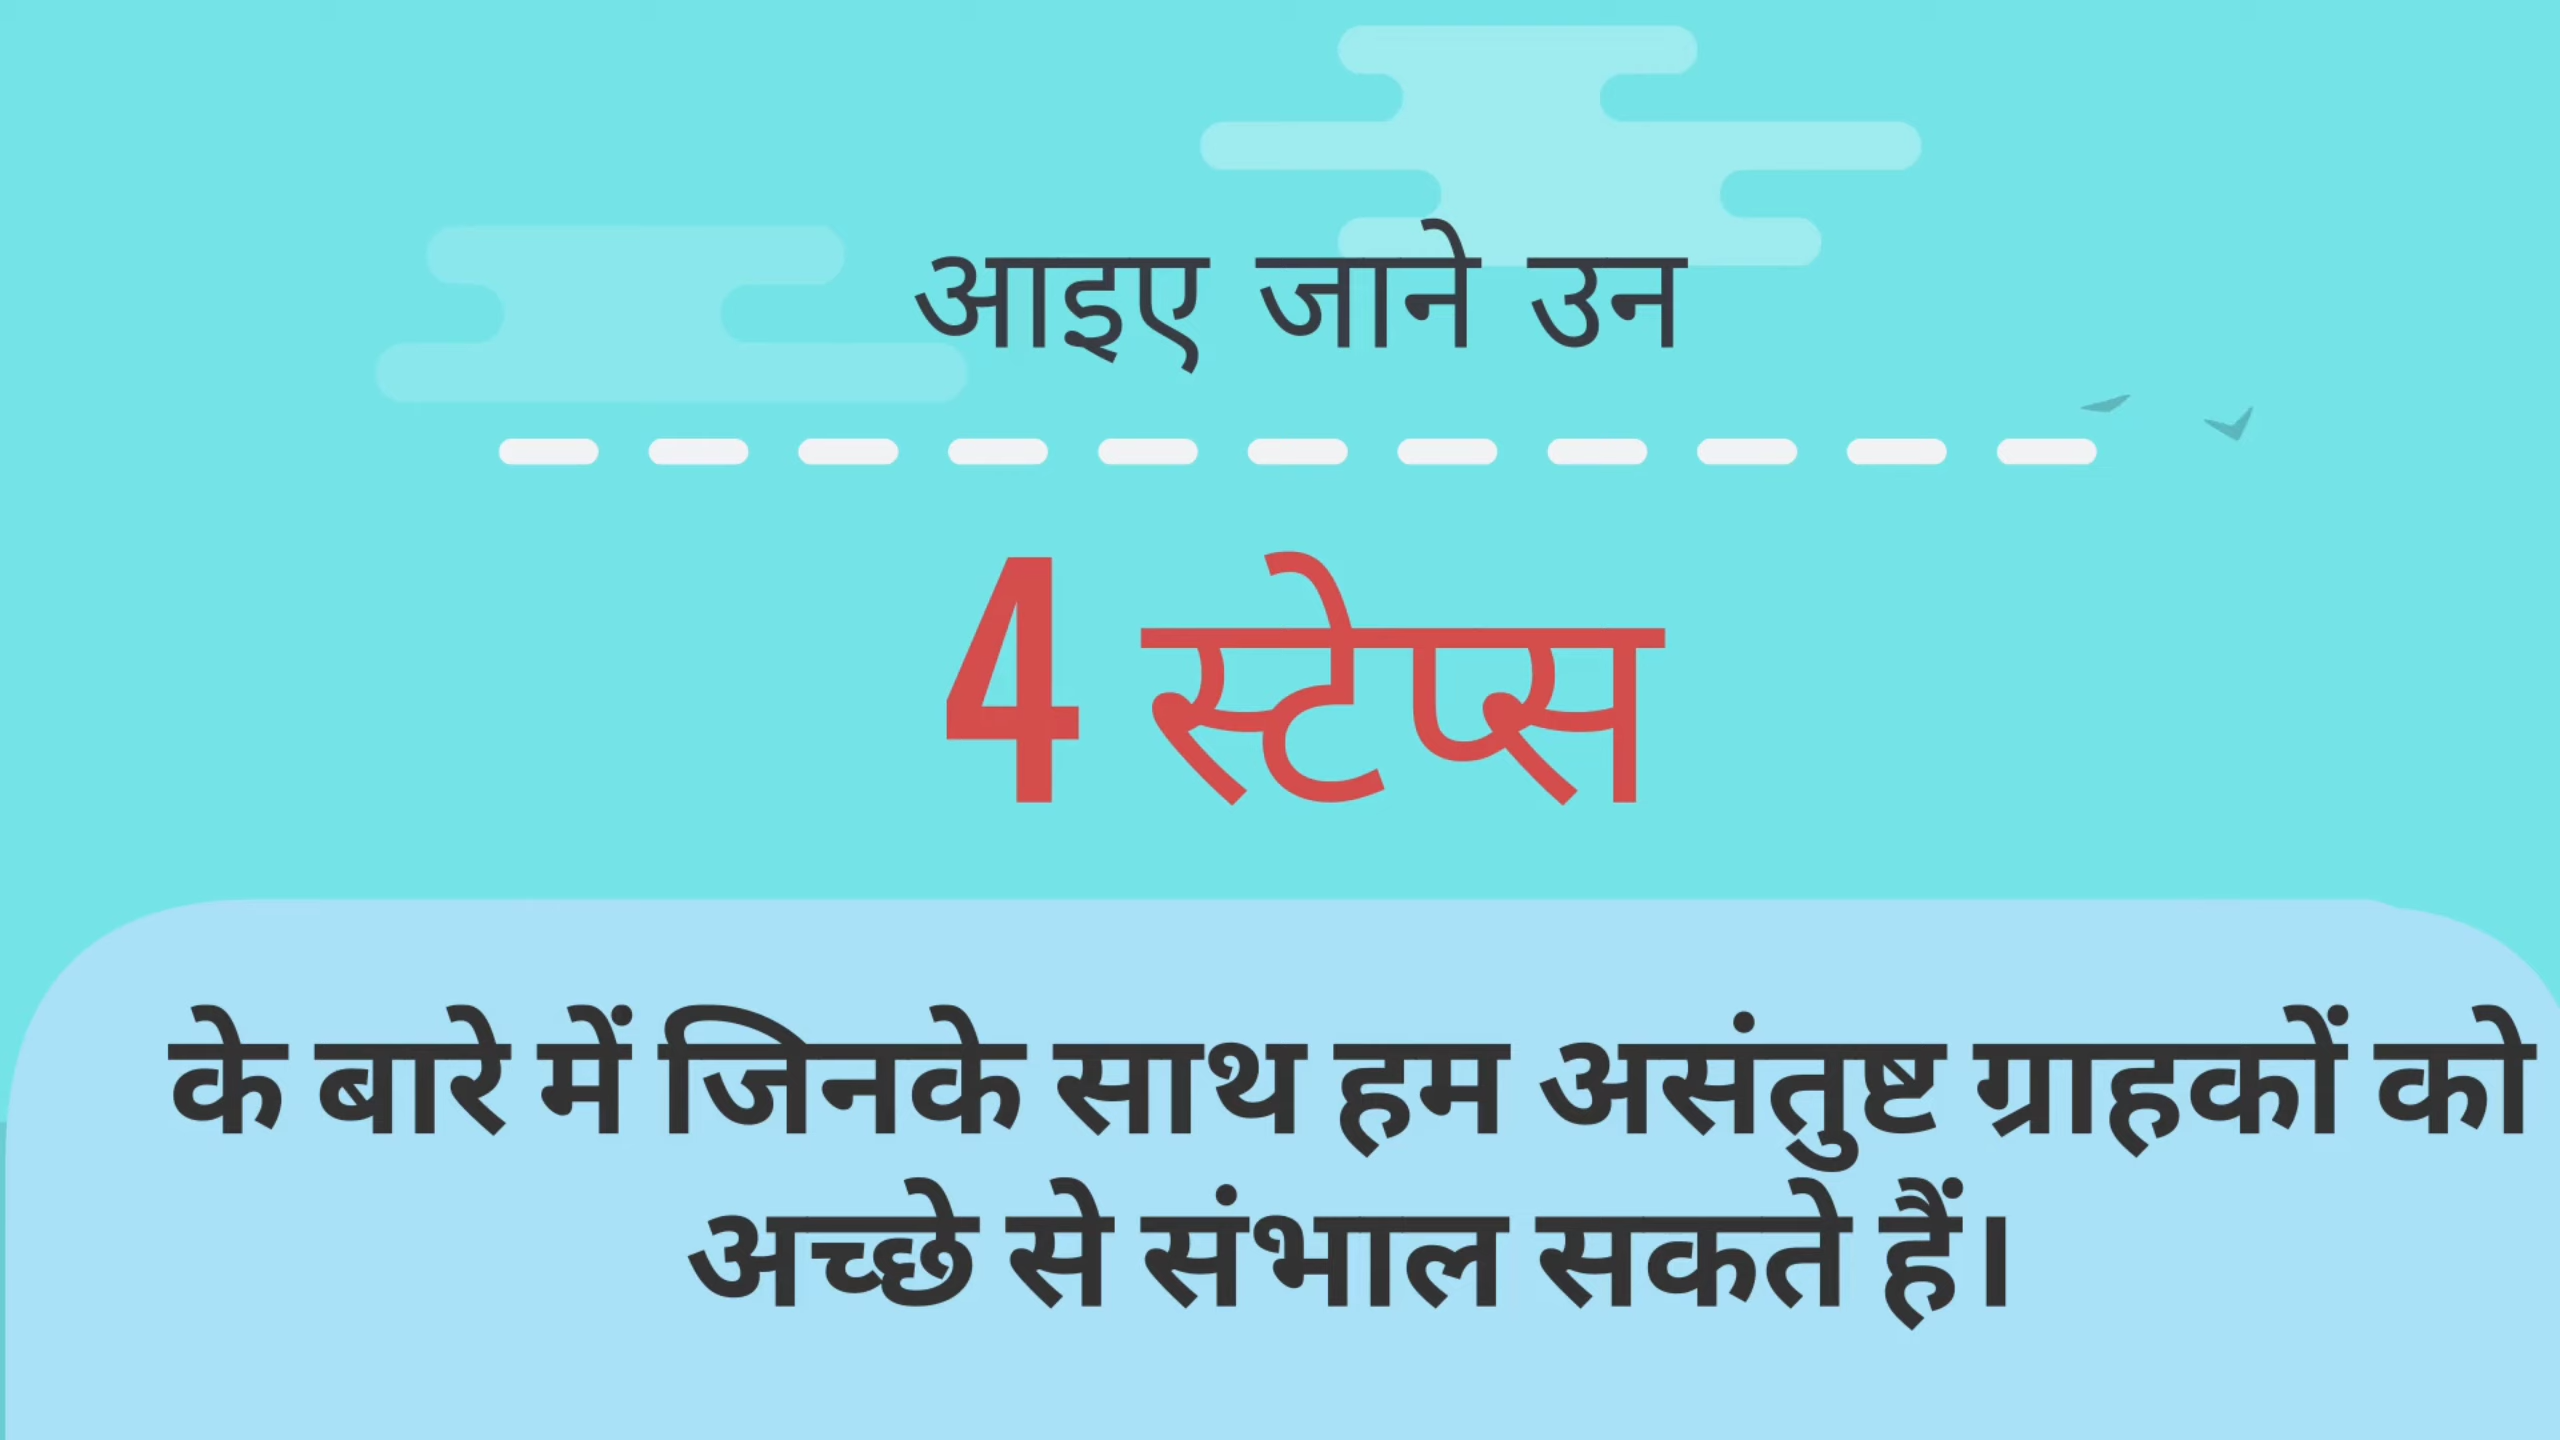 आइए जाने उन
4 स्टेप्स
के बारे में जिनके साथ हम असंतुष्ट ग्राहकों को
अच्छे से संभाल सकते हैं।